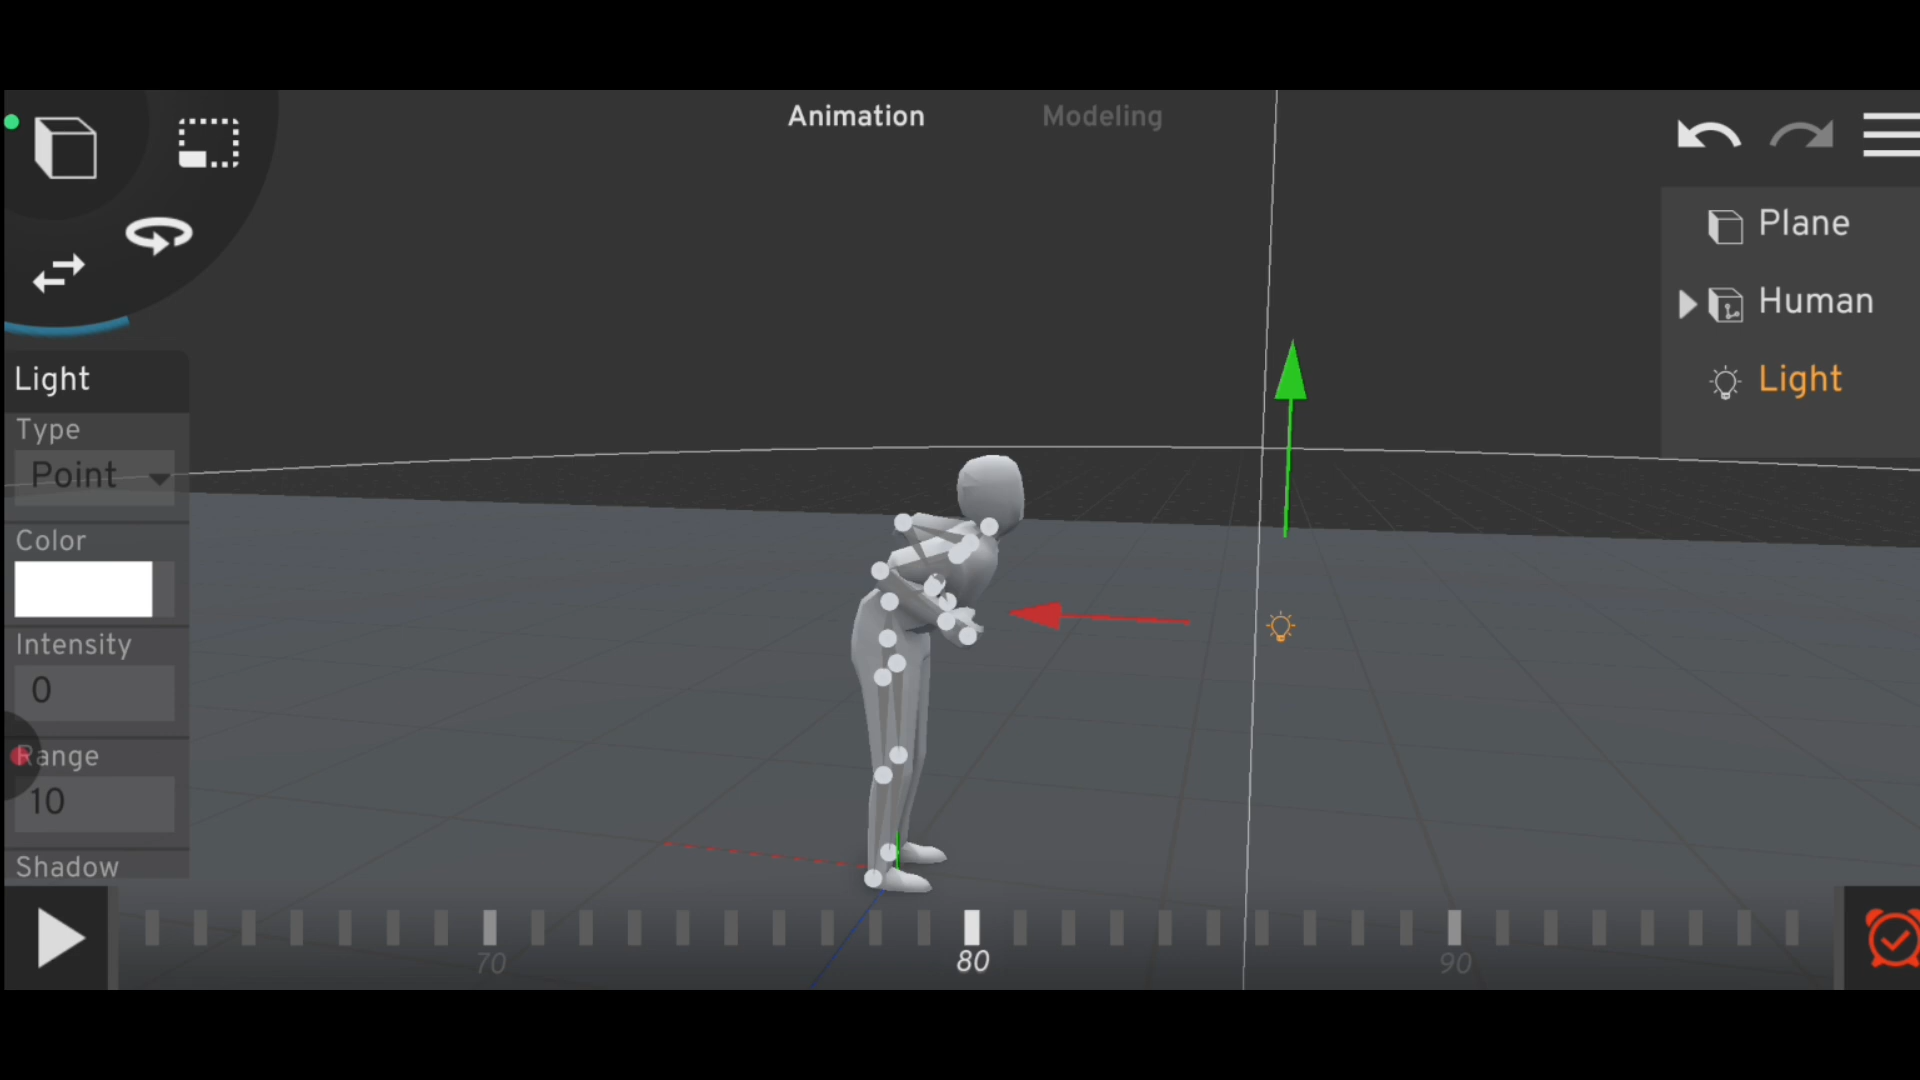 Animation
Modeling
Plane
Human
Light
Light
Type
Point
Color
Intensity
0
Range
10
Shadow
70
80
90